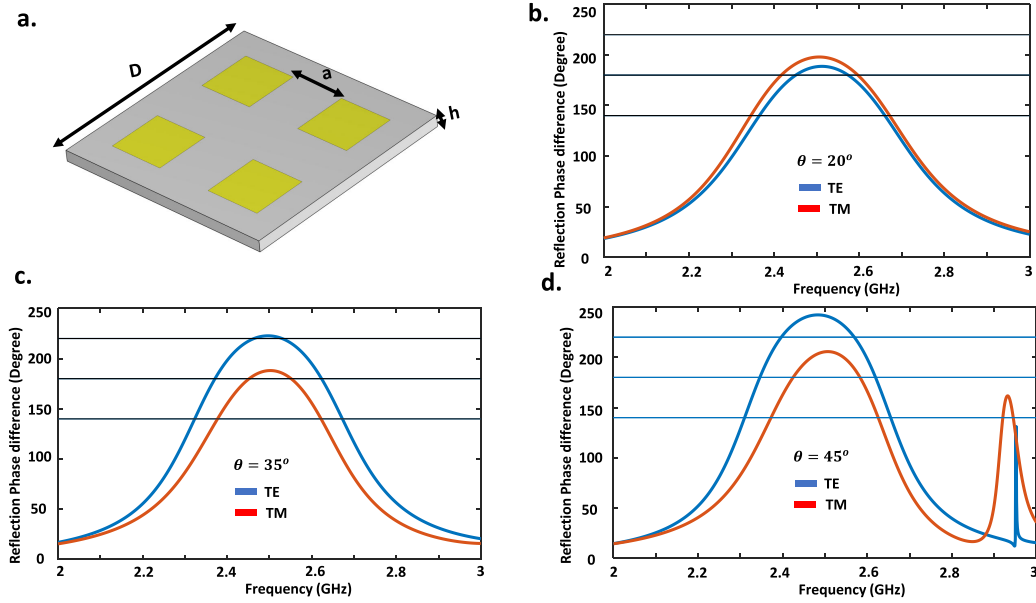 a.
D
a
h
b.
Reflection Phase difference (Degree)
250
200
150
100
50
0
θ = 20°
TE
TM
2
2.2
2.4
2.6
2.8
3
Frequency (GHz)
c.
Reflection Phase difference (Degree)
250
200
150
100
50
0
θ = 35°
TE
TM
2
2.2
2.4
2.6
2.8
3
Frequency (GHz)
d.
Reflection Phase difference (Degree)
250
200
150
100
50
0
θ = 45°
TE
TM
2
2.2
2.4
2.6
2.8
3
Frequency (GHz)